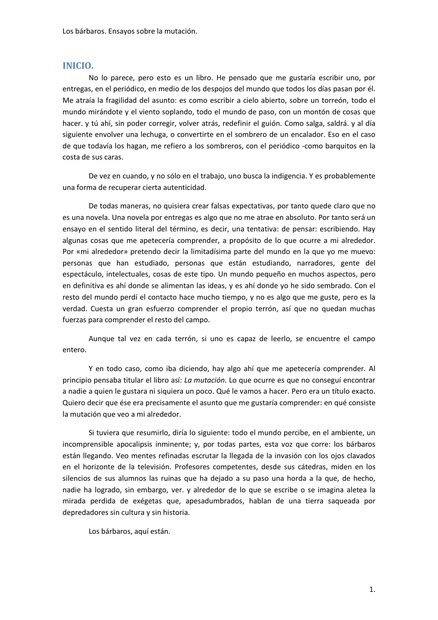 Los bárbaros. Ensayos sobre la mutación.
INICIO.
No lo parece, pero esto es un libro. He pensado que me gustaría escribir uno, por
entregas, en el periódico, en medio de los despojos del mundo que todos los días pasan por él.
Me atraía la fragilidad del asunto: es como escribir a cielo abierto, sobre un torreón, todo el
mundo mirándote y el viento soplando, todo el mundo de paso, con un montón de cosas que
hacer. y tú ahí, sin poder corregir, volver atrás, redefinir el guión. Como salga, saldrá. y al día
siguiente envolver una lechuga, o convertirte en el sombrero de un encalador. Eso en el caso
de que todavía los hagan, me refiero a los sombreros, con el periódico -como barquitos en la
costa de sus caras.
De vez en cuando, y no sólo en el trabajo, uno busca la indigencia. Y es probablemente
una forma de recuperar cierta autenticidad.
De todas maneras, no quisiera crear falsas expectativas, por tanto quede claro que no
es una novela. Una novela por entregas es algo que no me atrae en absoluto. Por tanto será un
ensayo en el sentido literal del término, es decir, una tentativa: de pensar: escribiendo. Hay
algunas cosas que me apetecería comprender, a propósito de lo que ocurre a mi alrededor.
Por «mi alrededor» pretendo decir la limitadísima parte del mundo en la que yo me muevo:
personas que han estudiado, personas que están estudiando, narradores, gente del
espectáculo, intelectuales, cosas de este tipo. Un mundo pequeño en muchos aspectos, pero
en definitiva es ahí donde se alimentan las ideas, y es ahí donde yo he sido sembrado. Con el
resto del mundo perdí el contacto hace mucho tiempo, y no es algo que me guste, pero es la
verdad. Cuesta un gran esfuerzo comprender el propio terrón, así que no quedan muchas
fuerzas para comprender el resto del campo.
Aunque tal vez en cada terrón, si uno es capaz de leerlo, se encuentre el campo
entero.
Y en todo caso, como iba diciendo, hay algo ahí que me apetecería comprender. Al
principio pensaba titular el libro así: La mutación. Lo que ocurre es que no conseguí encontrar
a nadie a quien le gustara ni siquiera un poco. Qué le vamos a hacer. Pero era un título exacto.
Quiero decir que ése era precisamente el asunto que me gustaría comprender: en qué consiste
la mutación que veo a mi alrededor.
Si tuviera que resumirlo, diría lo siguiente: todo el mundo percibe, en el ambiente, un
incomprensible apocalipsis inminente; y, por todas partes, esta voz que corre: los bárbaros
están llegando. Veo mentes refinadas escrutar la llegada de la invasión con los ojos clavados
en el horizonte de la televisión. Profesores competentes, desde sus cátedras, miden en los
silencios de sus alumnos las ruinas que ha dejado a su paso una horda a la que, de hecho,
nadie ha logrado, sin embargo, ver. y alrededor de lo que se escribe o se imagina aletea la
mirada perdida de exégetas que, apesadumbrados, hablan de una tierra saqueada por
depredadores sin cultura y sin historia.
Los bárbaros, aquí están.
1.